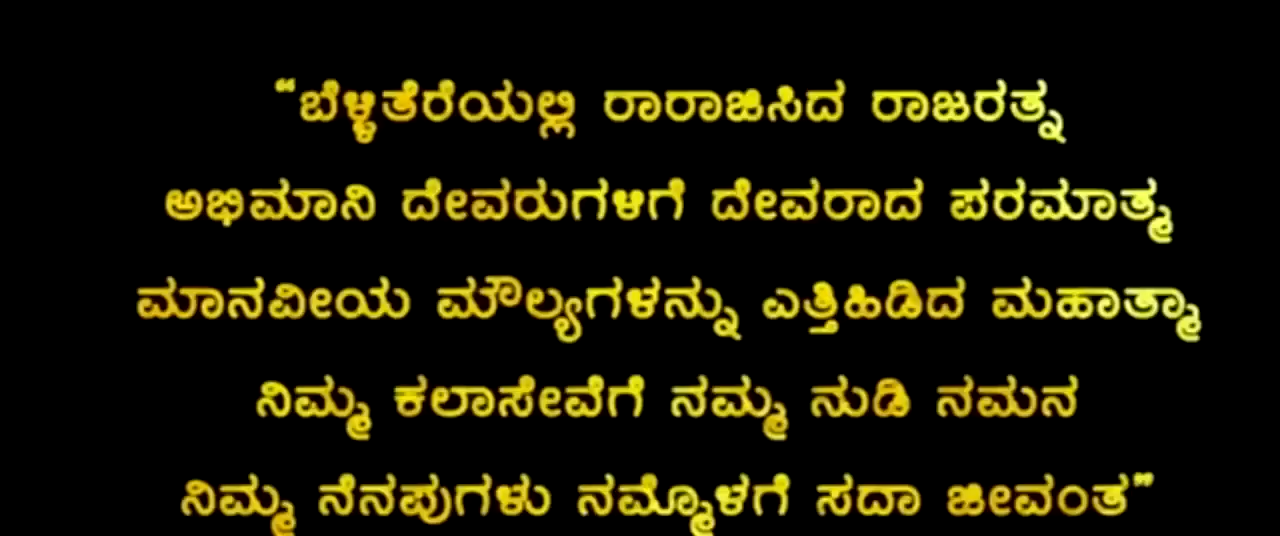 “ಬೆಳ್ಳಿತೆರೆಯಲ್ಲಿ ರಾರಾಜಿಸಿದ ರಾಜರತ್ನ
ಅಭಿಮಾನಿ ದೇವರುಗಳಿಗೆ ದೇವರಾದ ಪರಮಾತ್ಮ
ಮಾನವೀಯ ಮೌಲ್ಯಗಳನ್ನು ಎತ್ತಿಹಿಡಿದ ಮಹಾತ್ಮಾ
ನಿಮ್ಮ ಕಲಾಸೇವೆಗೆ ನಮ್ಮ ನುಡಿ ನಮನ
ನಿಮ್ಮ ನೆನಪುಗಳು ನಮ್ಮೊಳಗೆ ಸದಾ ಜೀವಂತ”